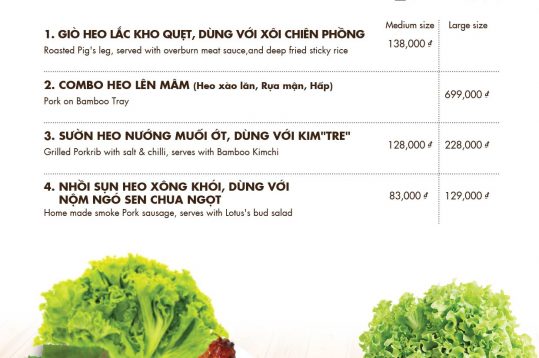 Medium size Large size
1. GIÒ HEO LẮC KHO QUẸT, DÙNG VỚI XÔI CHIÊN PHỒNG
138,000 đ
Roasted Pig's leg, served with overburn meat sauce,and deep fried sticky rice
2. COMBO HEO LÊN MÂM (Heo xào lăn, Rựa mận, Hấp)
699,000 đ
Pork on Bamboo Tray
3. SƯỜN HEO NƯỚNG MUỐI ỚT, DÙNG VỚI KIM"TRE"
128,000 đ 228,000 đ
Grilled Porkrib with salt & chilli, serves with Bamboo Kimchi
4. NHỒI SỤN HEO XÔNG KHÓI, DÙNG VỚI
NỘM NGÓ SEN CHUA NGỌT
83,000 đ 129,000 đ
Home made smoke Pork sausage, serves with Lotus's bud salad